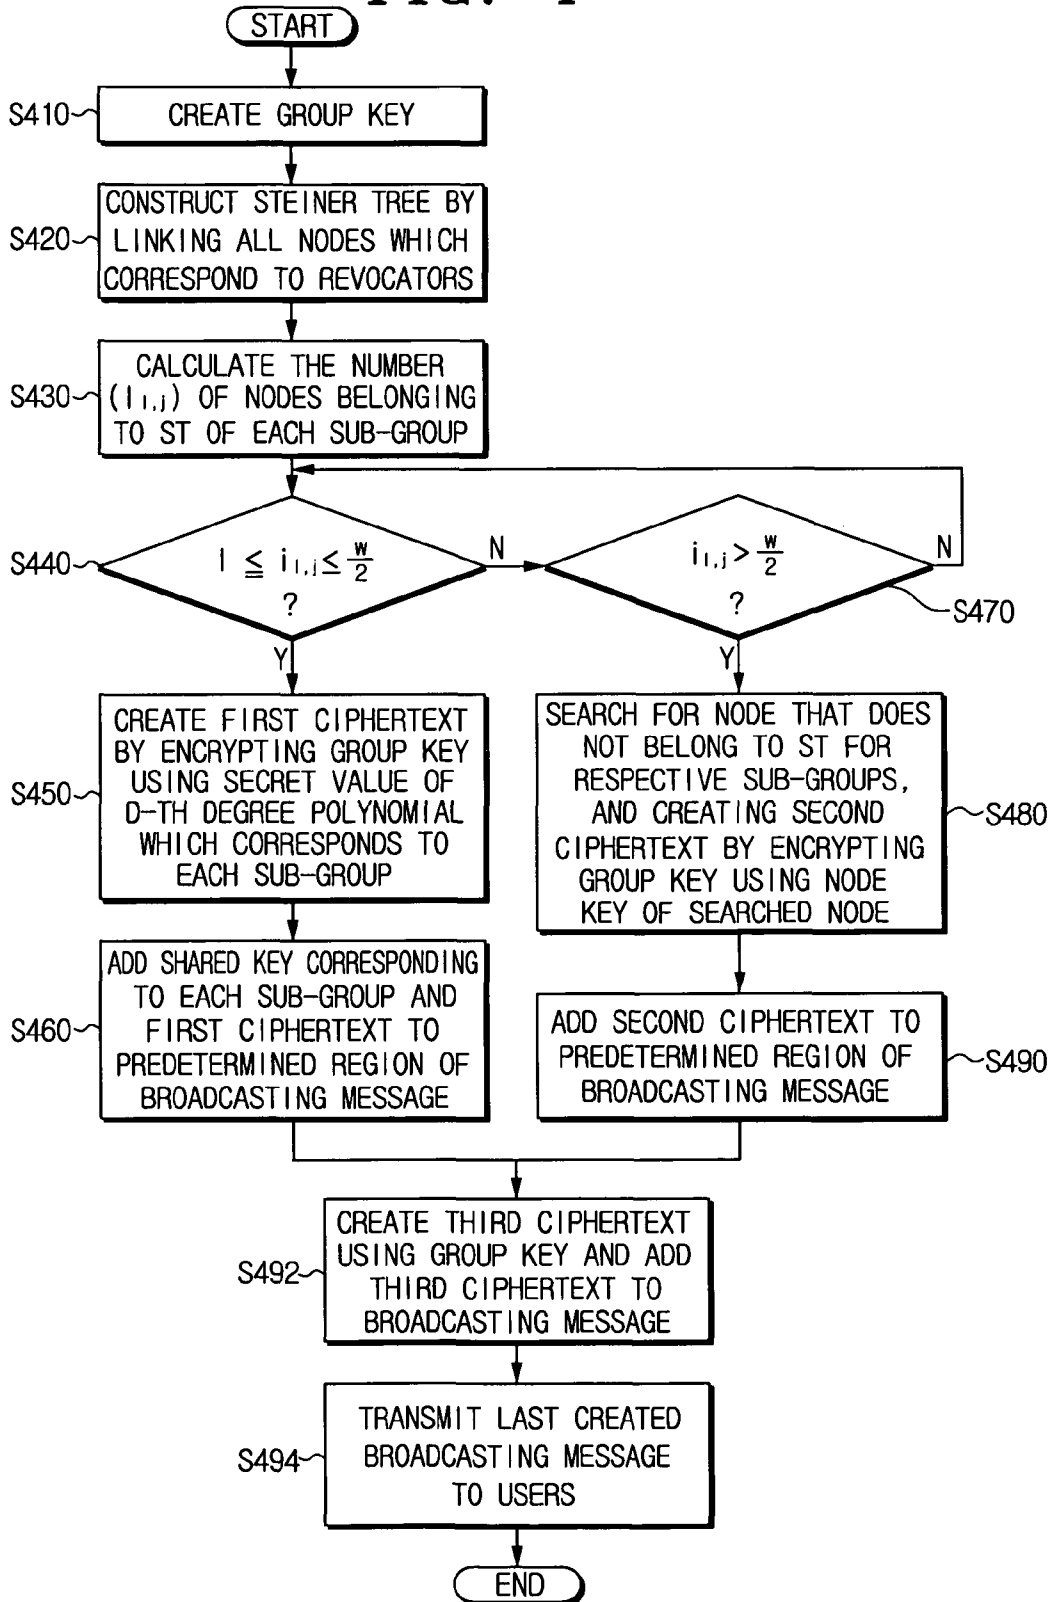 FIG. 4
START
S410
CREATE GROUP KEY
S420
CONSTRUCT STEINER TREE BY
LINKING ALL NODES WHICH
CORRESPOND TO REVOCATORS
S430
CALCULATE THE NUMBER
(I1,j) OF NODES BELONGING
TO ST OF EACH SUB-GROUP
S440
1 ≦ i1,j ≤ w/2
?
N
Y
i1,j > w/2
?
N
S470
Y
S450
CREATE FIRST CIPHERTEXT
BY ENCRYPTING GROUP KEY
USING SECRET VALUE OF
D-TH DEGREE POLYNOMIAL
WHICH CORRESPONDS TO
EACH SUB-GROUP
SEARCH FOR NODE THAT DOES
NOT BELONG TO ST FOR
RESPECTIVE SUB-GROUPS,
AND CREATING SECOND
CIPHERTEXT BY ENCRYPTING
GROUP KEY USING NODE
KEY OF SEARCHED NODE
S480
S460
ADD SHARED KEY CORRESPONDING
TO EACH SUB-GROUP AND
FIRST CIPHERTEXT TO
PREDETERMINED REGION OF
BROADCASTING MESSAGE
ADD SECOND CIPHERTEXT TO
PREDETERMINED REGION OF
BROADCASTING MESSAGE
S490
S492
CREATE THIRD CIPHERTEXT
USING GROUP KEY AND ADD
THIRD CIPHERTEXT TO
BROADCASTING MESSAGE
S494
TRANSMIT LAST CREATED
BROADCASTING MESSAGE
TO USERS
END